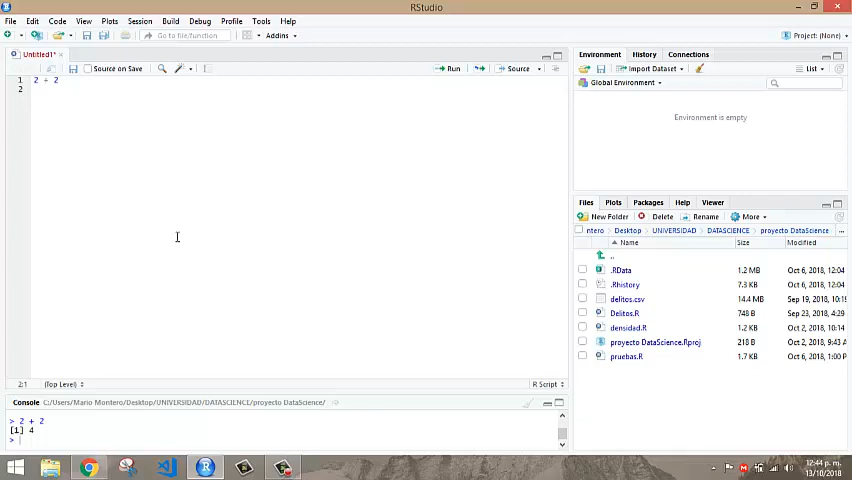 RStudio
File Edit Code View Plots Session Build Debug Profile Tools Help
Go to file/function Addins Project: (None)
Untitled1*
Source on Save Run Source
1 2 + 2
2
2:1 (Top Level) R Script
Console C:/Users/Mario Montero/Desktop/UNIVERSIDAD/DATASCIENCE/proyecto DataScience/
> 2 + 2
[1] 4
>
Environment History Connections
Import Dataset List
Global Environment
Environment is empty
Files Plots Packages Help Viewer
New Folder Delete Rename More
ntero Desktop UNIVERSIDAD DATASCIENCE proyecto DataScience ...
Name Size Modified
..
.RData 1.2 MB Oct 6, 2018, 12:04
.Rhistory 7.3 KB Oct 6, 2018, 12:04
delitos.csv 14.4 MB Sep 19, 2018, 10:19
Delitos.R 748 B Sep 23, 2018, 4:29
densidad.R 1.2 KB Oct 2, 2018, 10:14
proyecto DataScience.Rproj 218 B Oct 2, 2018, 9:43 A
pruebas.R 1.7 KB Oct 6, 2018, 1:00 P
12:44 p. m.
13/10/2018